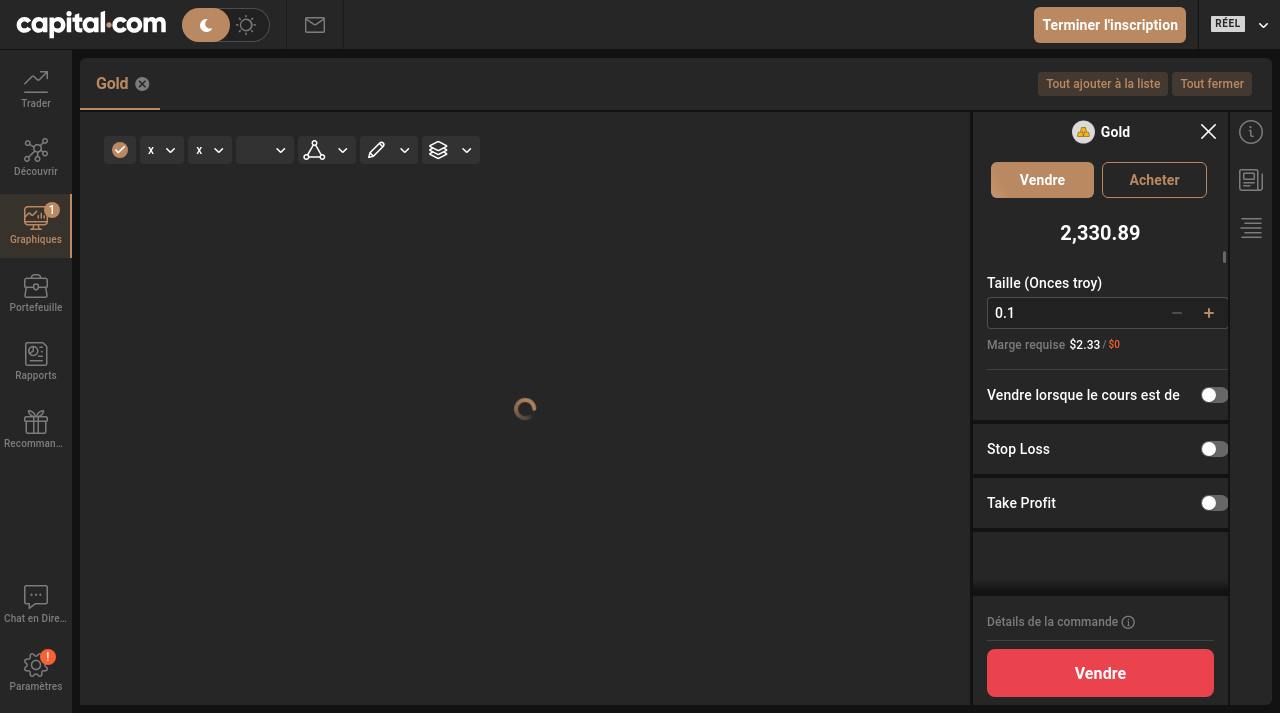 capital.com
Terminer l'inscription
RÉEL
Trader
Découvrir
1
Graphiques
Portefeuille
Rapports
Recomman...
Chat en Dire...
!
Paramètres
Gold
Tout ajouter à la liste
Tout fermer
x
x
Gold
Vendre
Acheter
2,330.89
Taille (Onces troy)
0.1
Marge requise $2.33 / $0
Vendre lorsque le cours est de
Stop Loss
Take Profit
Détails de la commande
Vendre